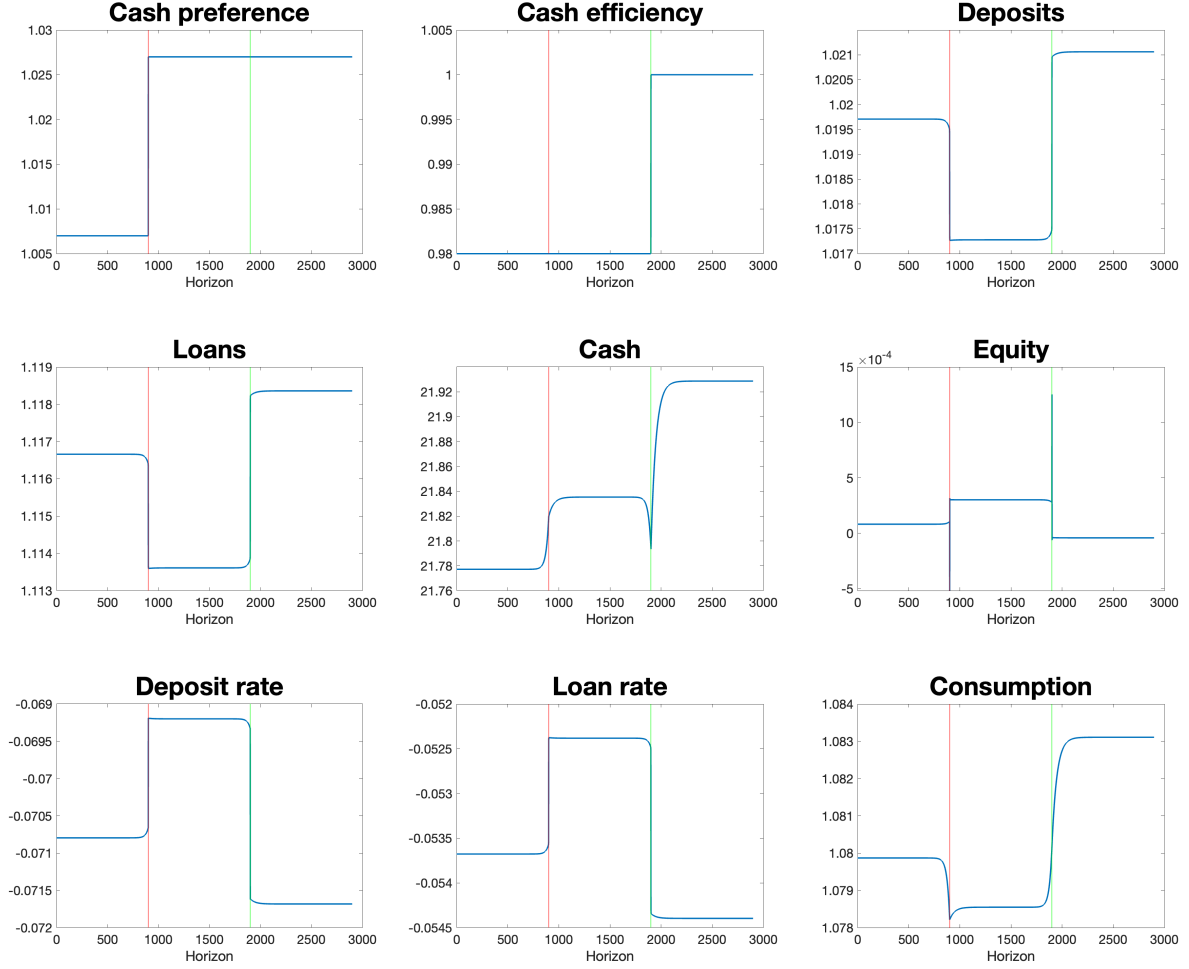 Cash preference
1.03
1.025
1.02
1.015
1.01
1.005
0 500 1000 1500 2000 2500 3000
Horizon
Cash efficiency
1.005
1
0.995
0.99
0.985
0.98
0 500 1000 1500 2000 2500 3000
Horizon
Deposits
1.021
1.0205
1.02
1.0195
1.019
1.0185
1.018
1.0175
1.017
0 500 1000 1500 2000 2500 3000
Horizon
Loans
1.119
1.118
1.117
1.116
1.115
1.114
1.113
0 500 1000 1500 2000 2500 3000
Horizon
Cash
21.92
21.9
21.88
21.86
21.84
21.82
21.8
21.78
21.76
0 500 1000 1500 2000 2500 3000
Horizon
Equity
×10-4
15
10
5
0
-5
0 500 1000 1500 2000 2500 3000
Horizon
Deposit rate
-0.069
-0.0695
-0.07
-0.0705
-0.071
-0.0715
-0.072
0 500 1000 1500 2000 2500 3000
Horizon
Loan rate
-0.052
-0.0525
-0.053
-0.0535
-0.054
-0.0545
0 500 1000 1500 2000 2500 3000
Horizon
Consumption
1.084
1.083
1.082
1.081
1.08
1.079
1.078
0 500 1000 1500 2000 2500 3000
Horizon